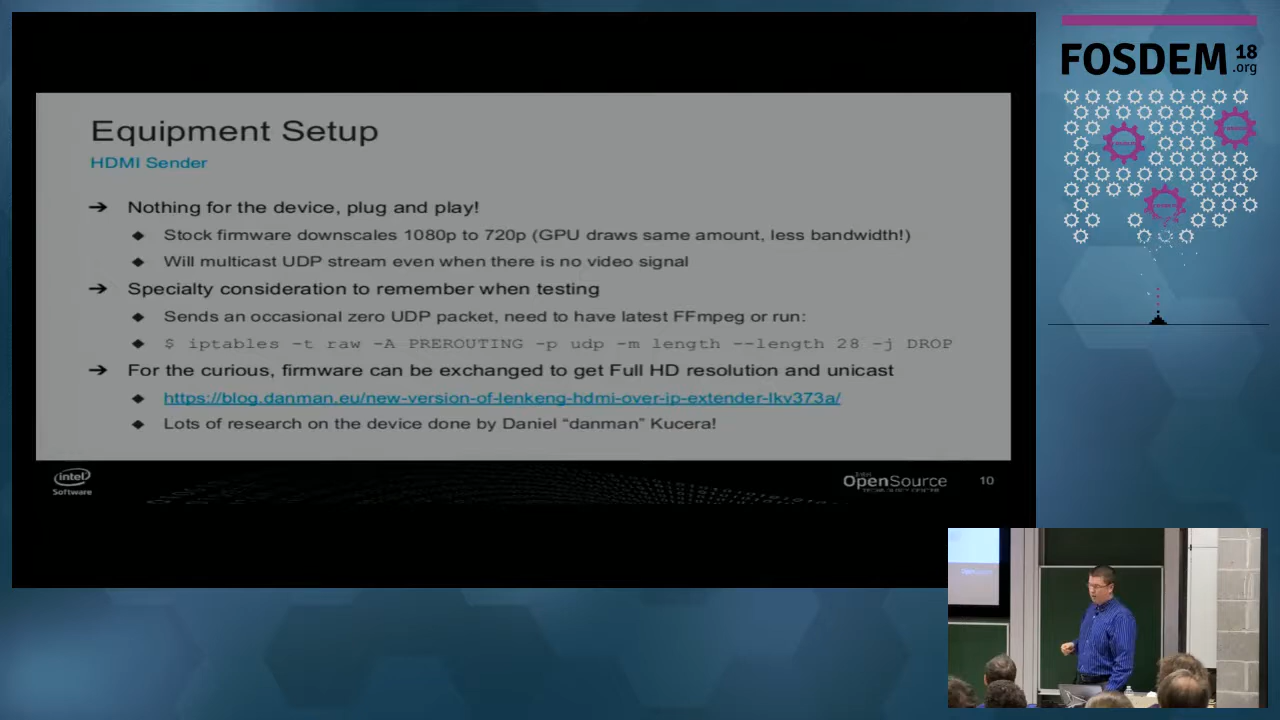 Equipment Setup
HDMI Sender
➔ Nothing for the device, plug and play!
◆ Stock firmware downscales 1080p to 720p (GPU draws same amount, less bandwidth!)
◆ Will multicast UDP stream even when there is no video signal
➔ Specialty consideration to remember when testing
◆ Sends an occasional zero UDP packet, need to have latest FFmpeg or run:
◆ $ iptables -t raw -A PREROUTING -p udp -m length --length 28 -j DROP
➔ For the curious, firmware can be exchanged to get Full HD resolution and unicast
◆ https://blog.danman.eu/new-version-of-lenkeng-hdmi-over-ip-extender-lkv373a/
◆ Lots of research on the device done by Daniel “danman” Kucera!
intel
Software
OpenSource
TECHNOLOGY CENTER
10
FOSDEM 18
.org